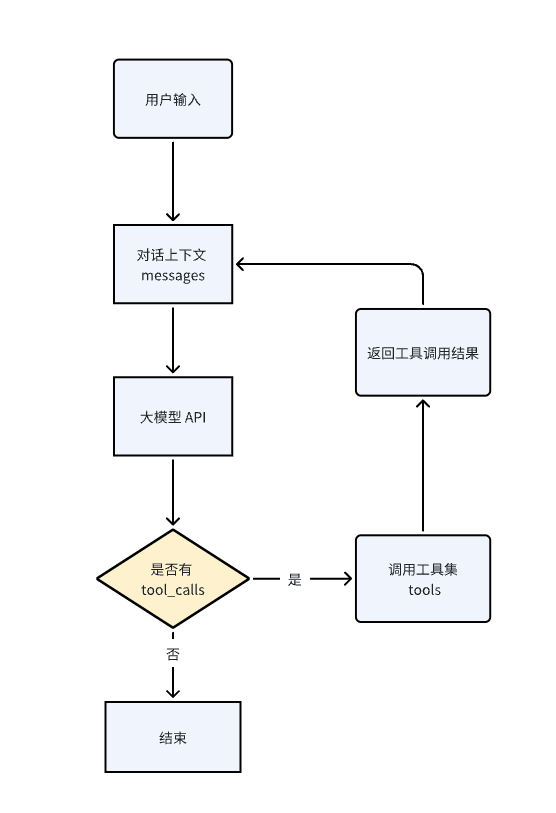 用户输入
对话上下文
messages
返回工具调用结果
大模型 API
是否有
tool_calls
是
调用工具集
tools
否
结束